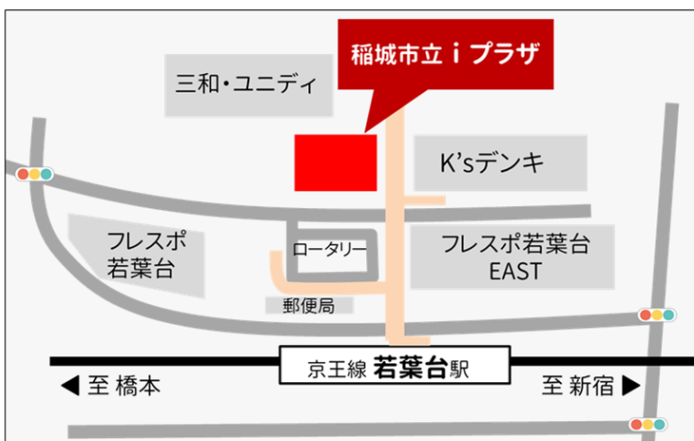 稲城市立 i プラザ
三和・ユニディ
K'sデンキ
フレスポ
若葉台
ロータリー
フレスポ若葉台
EAST
郵便局
京王線 若葉台駅
◀ 至 橋本
至 新宿 ▶